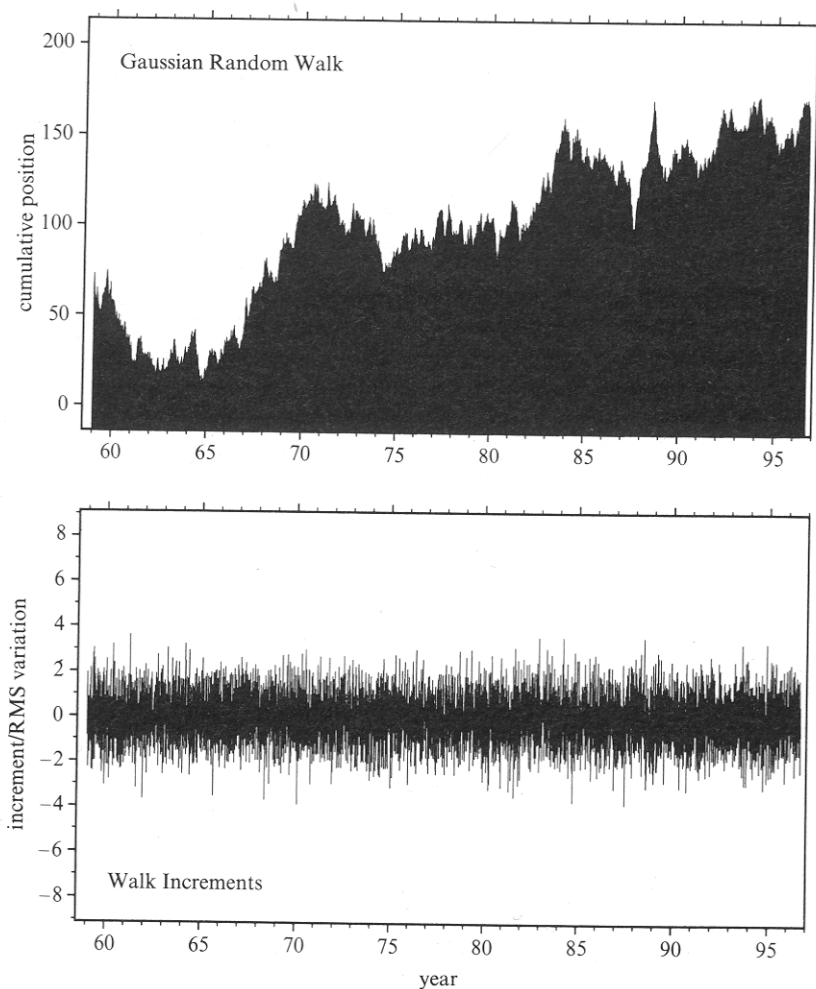 200
Gaussian Random Walk
150
100
50
0
cumulative position
60 65 70 75 80 85 90 95
8
6
4
2
0
−2
−4
−6
−8
increment/RMS variation
Walk Increments
60 65 70 75 80 85 90 95
year